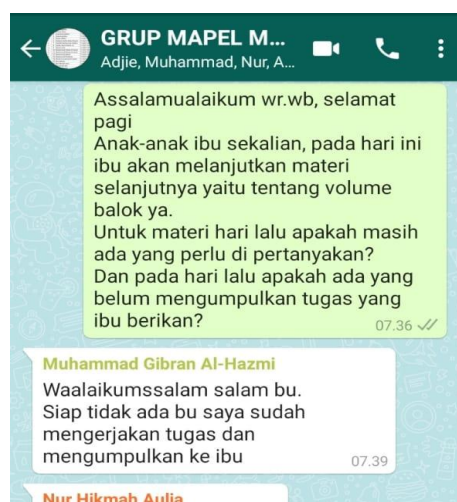 GRUP MAPEL M...
Adjie, Muhammad, Nur, A...
Assalamualaikum wr.wb, selamat
pagi
Anak-anak ibu sekalian, pada hari ini
ibu akan melanjutkan materi
selanjutnya yaitu tentang volume
balok ya.
Untuk materi hari lalu apakah masih
ada yang perlu di pertanyakan?
Dan pada hari lalu apakah ada yang
belum mengumpulkan tugas yang
ibu berikan?
07.36
Muhammad Gibran Al-Hazmi
Waalaikumssalam salam bu.
Siap tidak ada bu saya sudah
mengerjakan tugas dan
mengumpulkan ke ibu
07.39
Nur Hikmah Aulia